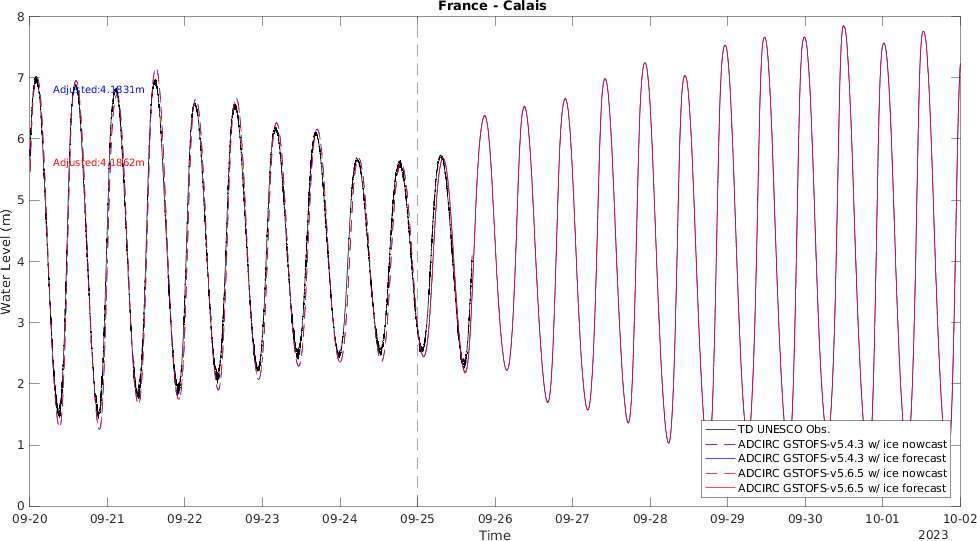 France - Calais
8
7
6
5
4
3
2
1
0
Water Level (m)
Adjusted:4.1831m
Adjusted:4.1862m
TD UNESCO Obs.
ADCIRC GSTOFS-v5.4.3 w/ ice nowcast
ADCIRC GSTOFS-v5.4.3 w/ ice forecast
ADCIRC GSTOFS-v5.6.5 w/ ice nowcast
ADCIRC GSTOFS-v5.6.5 w/ ice forecast
09-20 09-21 09-22 09-23 09-24 09-25 09-26 09-27 09-28 09-29 09-30 10-01 10-02
Time
2023